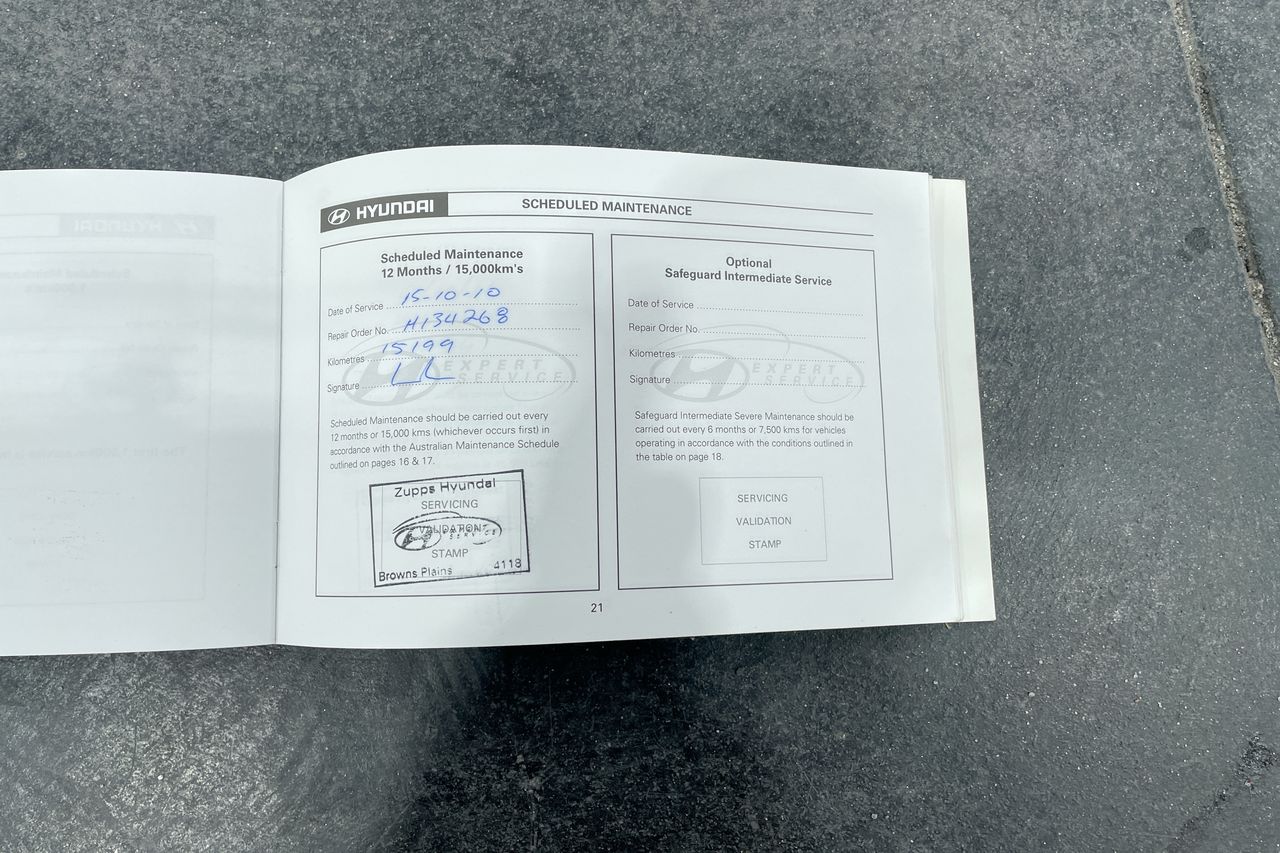 HYUNDAI
SCHEDULED MAINTENANCE
Scheduled Maintenance
12 Months / 15,000km's
Date of Service 15-10-10
Repair Order No. H134268
Kilometres 15199
Signature LL
EXPERT
SERVICE
Scheduled Maintenance should be carried out every
12 months or 15,000 kms (whichever occurs first) in
accordance with the Australian Maintenance Schedule
outlined on pages 16 & 17.
Zupps Hyundai
SERVICING
VALIDATION
STAMP
Browns Plains 4118
Optional
Safeguard Intermediate Service
Date of Service
Repair Order No.
Kilometres
Signature
EXPERT
SERVICE
Safeguard Intermediate Severe Maintenance should be
carried out every 6 months or 7,500 kms for vehicles
operating in accordance with the conditions outlined in
the table on page 18.
SERVICING
VALIDATION
STAMP
21